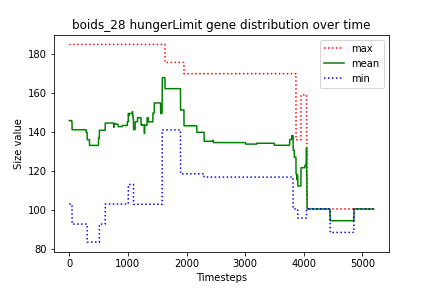 boids_28 hungerLimit gene distribution over time
max
mean
min
Size value
180
160
140
120
100
80
0
1000
2000
3000
4000
5000
Timesteps